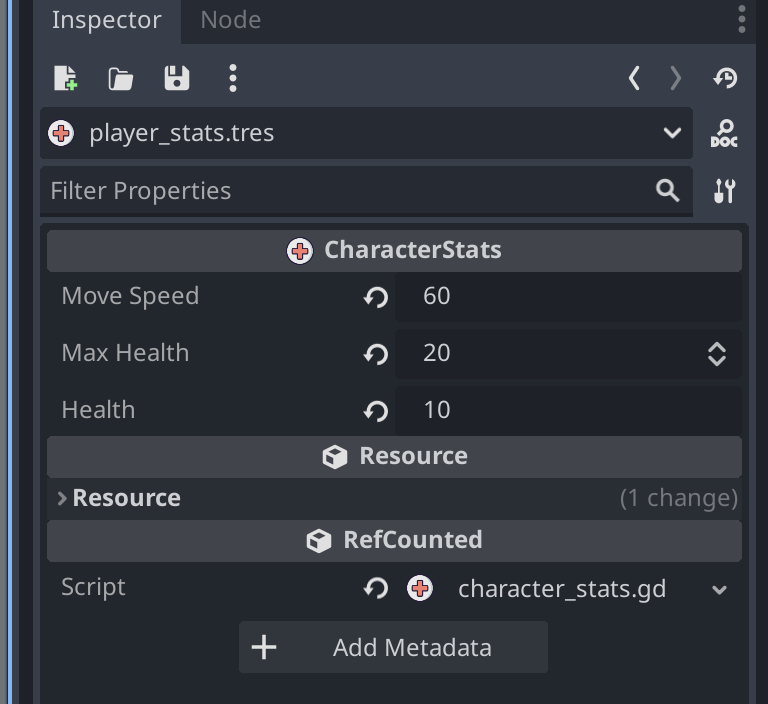 Inspector Node
DOC
player_stats.tres
Filter Properties
CharacterStats
Move Speed 60
Max Health 20
Health 10
Resource
Resource (1 change)
RefCounted
Script character_stats.gd
Add Metadata